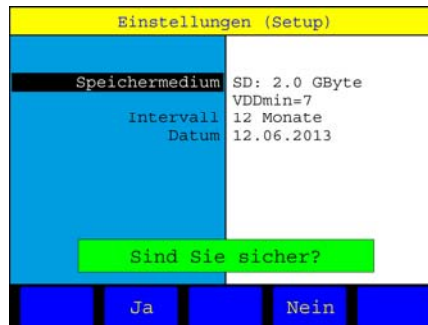 Einstellungen (Setup)
Speichermedium SD: 2.0 GByte
VDDmin=7
Intervall 12 Monate
Datum 12.06.2013
Sind Sie sicher?
Ja Nein